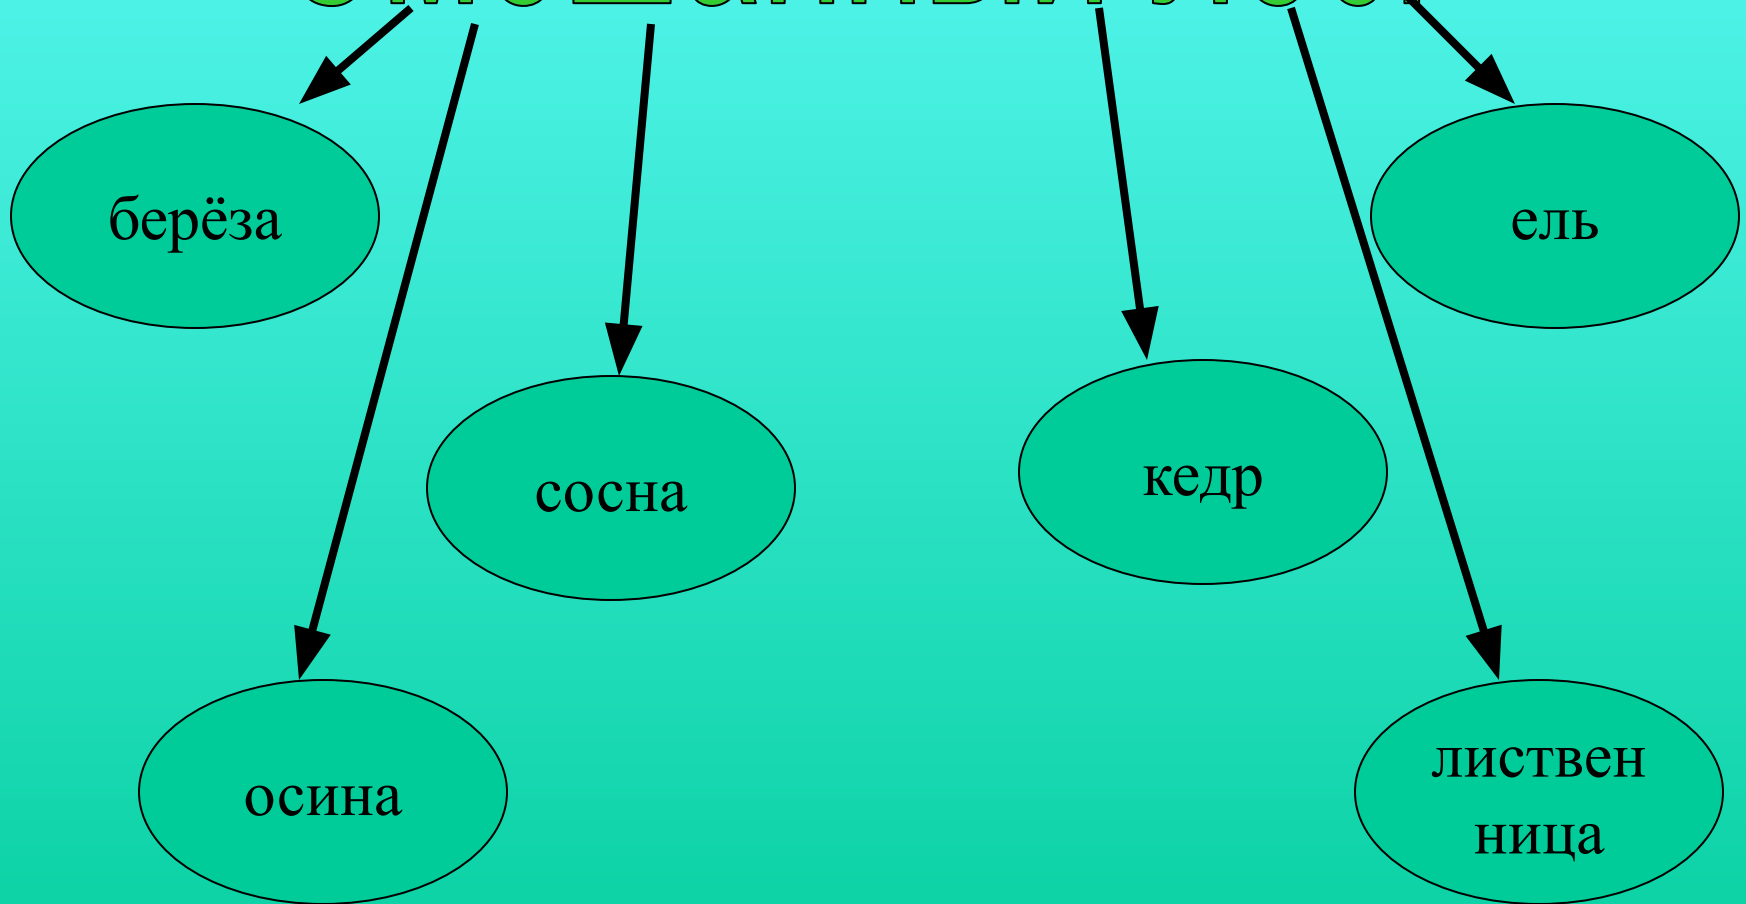 берёза
ель
сосна
кедр
осина
листвен
ница